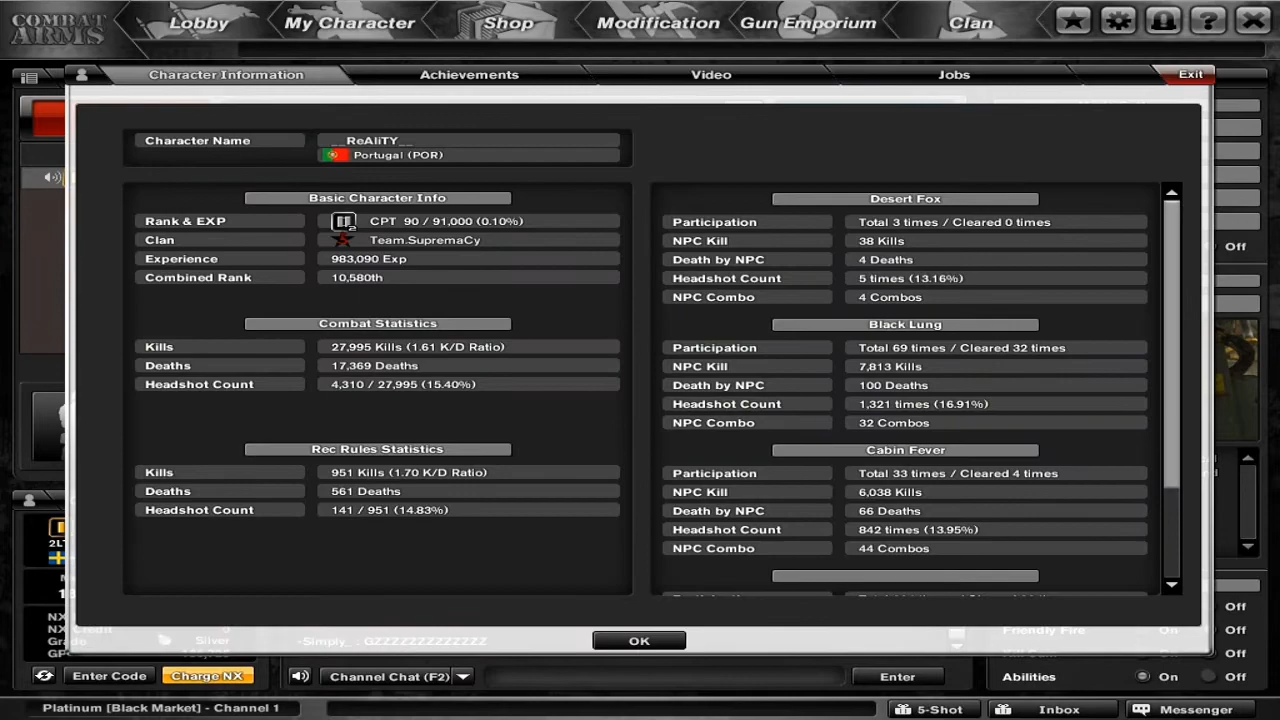 COMBAT ARMS
Lobby
My Character
Shop
Modification
Gun Emporium
Clan
Character Information
Achievements
Video
Jobs
Exit
Character Name
__ReAliTY__
Portugal (POR)
Basic Character Info
Rank & EXP
CPT 90 / 91,000 (0.10%)
Clan
Team.SupremaCy
Experience
983,090 Exp
Combined Rank
10,580th
Combat Statistics
Kills
27,995 Kills (1.61 K/D Ratio)
Deaths
17,369 Deaths
Headshot Count
4,310 / 27,995 (15.40%)
Rec Rules Statistics
Kills
951 Kills (1.70 K/D Ratio)
Deaths
561 Deaths
Headshot Count
141 / 951 (14.83%)
Desert Fox
Participation
Total 3 times / Cleared 0 times
NPC Kill
38 Kills
Death by NPC
4 Deaths
Headshot Count
5 times (13.16%)
NPC Combo
4 Combos
Black Lung
Participation
Total 69 times / Cleared 32 times
NPC Kill
7,813 Kills
Death by NPC
100 Deaths
Headshot Count
1,321 times (16.91%)
NPC Combo
32 Combos
Cabin Fever
Participation
Total 33 times / Cleared 4 times
NPC Kill
6,038 Kills
Death by NPC
66 Deaths
Headshot Count
842 times (13.95%)
NPC Combo
44 Combos
OK
Off
Off
Off
Friendly Fire
On
Off
Off
Abilities
On
Off
NX Credit
Grade
Silver
Enter Code
Charge NX
Channel Chat (F2)
Enter
Platinum [Black Market] - Channel 1
5-Shot
Inbox
Messenger